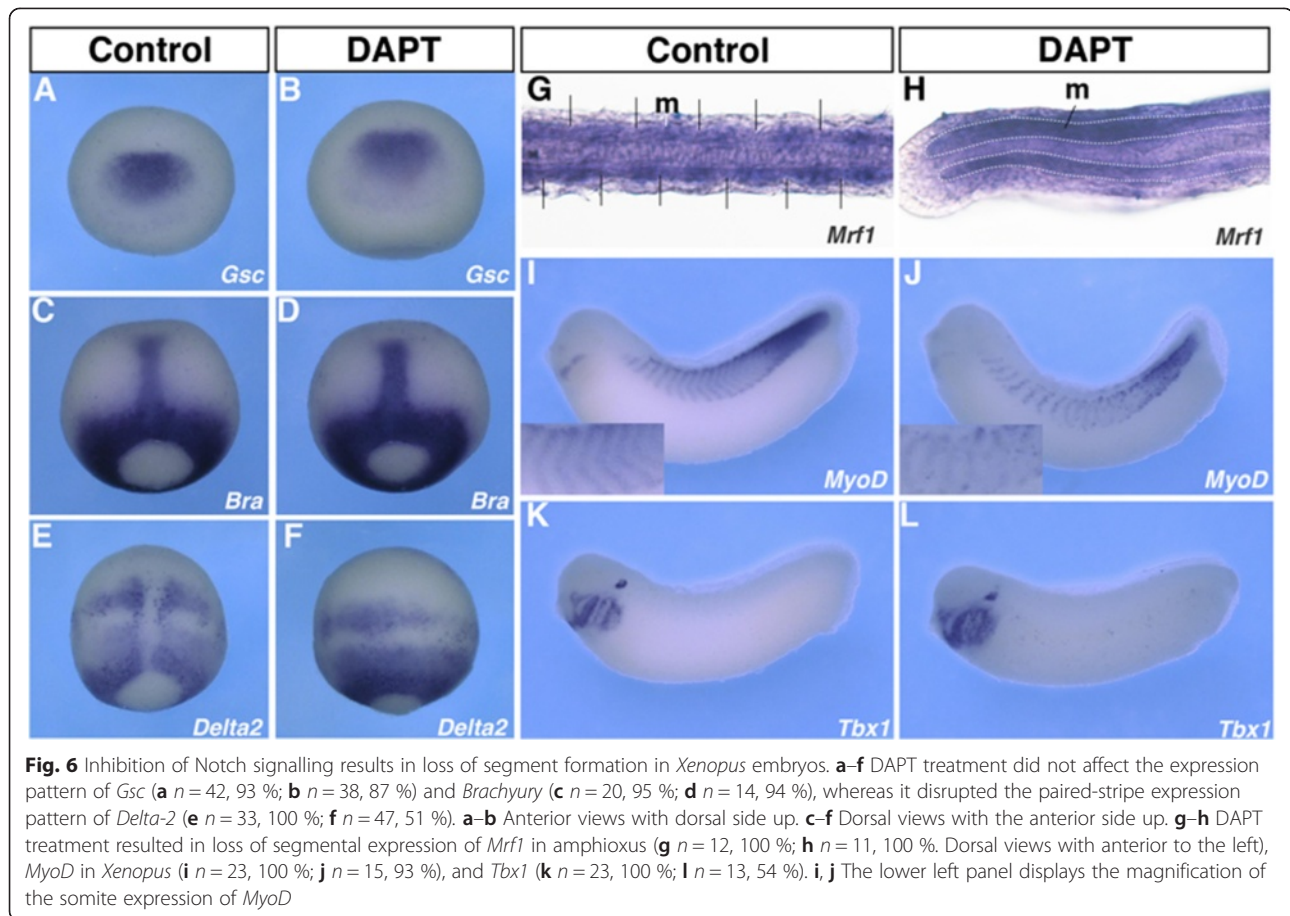 Control
DAPT
Control
DAPT
A
Gsc
B
Gsc
C
Bra
D
Bra
E
Delta2
F
Delta2
G
m
Mrf1
H
m
Mrf1
I
MyoD
J
MyoD
K
Tbx1
L
Tbx1
Fig. 6 Inhibition of Notch signalling results in loss of segment formation in Xenopus embryos. a–f DAPT treatment did not affect the expression
pattern of Gsc (a n = 42, 93 %; b n = 38, 87 %) and Brachyury (c n = 20, 95 %; d n = 14, 94 %), whereas it disrupted the paired-stripe expression
pattern of Delta-2 (e n = 33, 100 %; f n = 47, 51 %). a–b Anterior views with dorsal side up. c–f Dorsal views with the anterior side up. g–h DAPT
treatment resulted in loss of segmental expression of Mrf1 in amphioxus (g n = 12, 100 %; h n = 11, 100 %. Dorsal views with anterior to the left),
MyoD in Xenopus (i n = 23, 100 %; j n = 15, 93 %), and Tbx1 (k n = 23, 100 %; l n = 13, 54 %). i, j The lower left panel displays the magnification of
the somite expression of MyoD